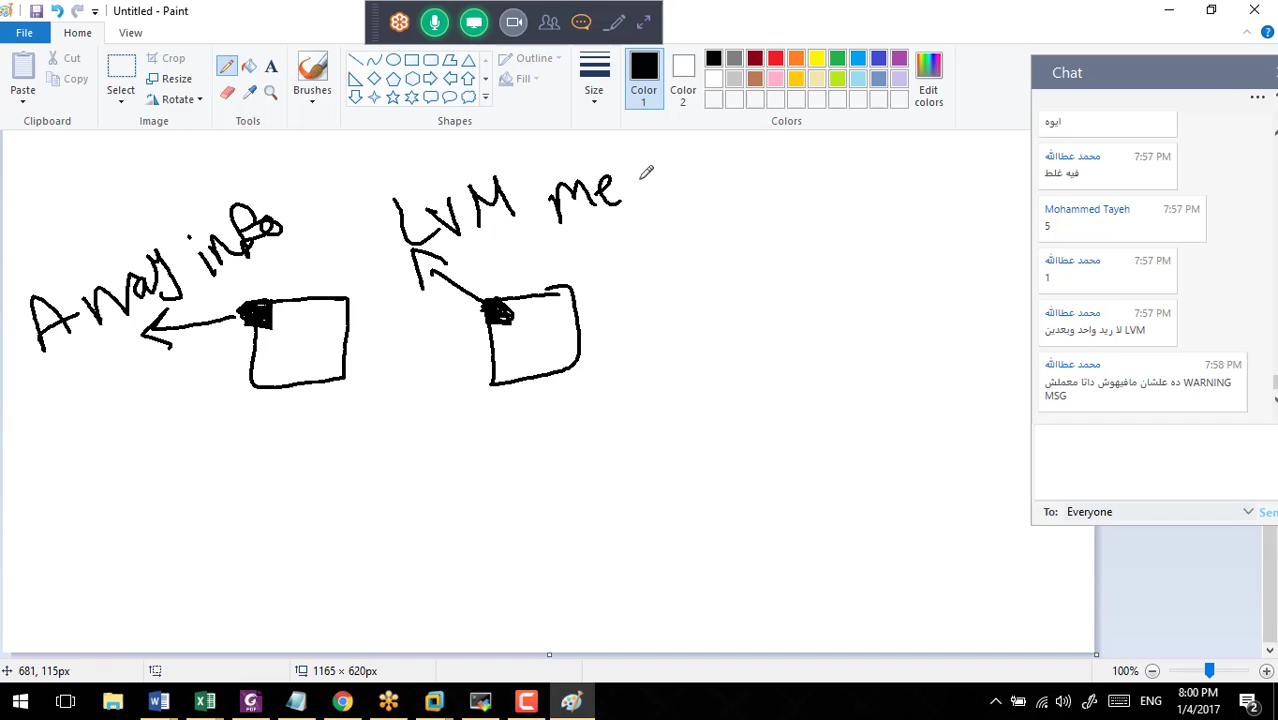 Untitled - Paint
File
Home
View
Paste
Cut
Copy
Clipboard
Select
Crop
Resize
Rotate
Image
Tools
Brushes
Outline
Fill
Shapes
Size
Color 1
Color 2
Edit colors
Colors
Array info
LVM me
Chat
ايوه
محمد عطاالله 7:57 PM
فيه غلط
Mohammed Tayeh 7:57 PM
5
محمد عطاالله 7:57 PM
1
محمد عطاالله 7:57 PM
لا ريد واحد وبعدين LVM
محمد عطاالله 7:58 PM
ده علشان مافيهوش داتا معملش WARNING
MSG
To: Everyone Sen
681, 115px
1165 × 620px
100%
ENG
8:00 PM
1/4/2017
2